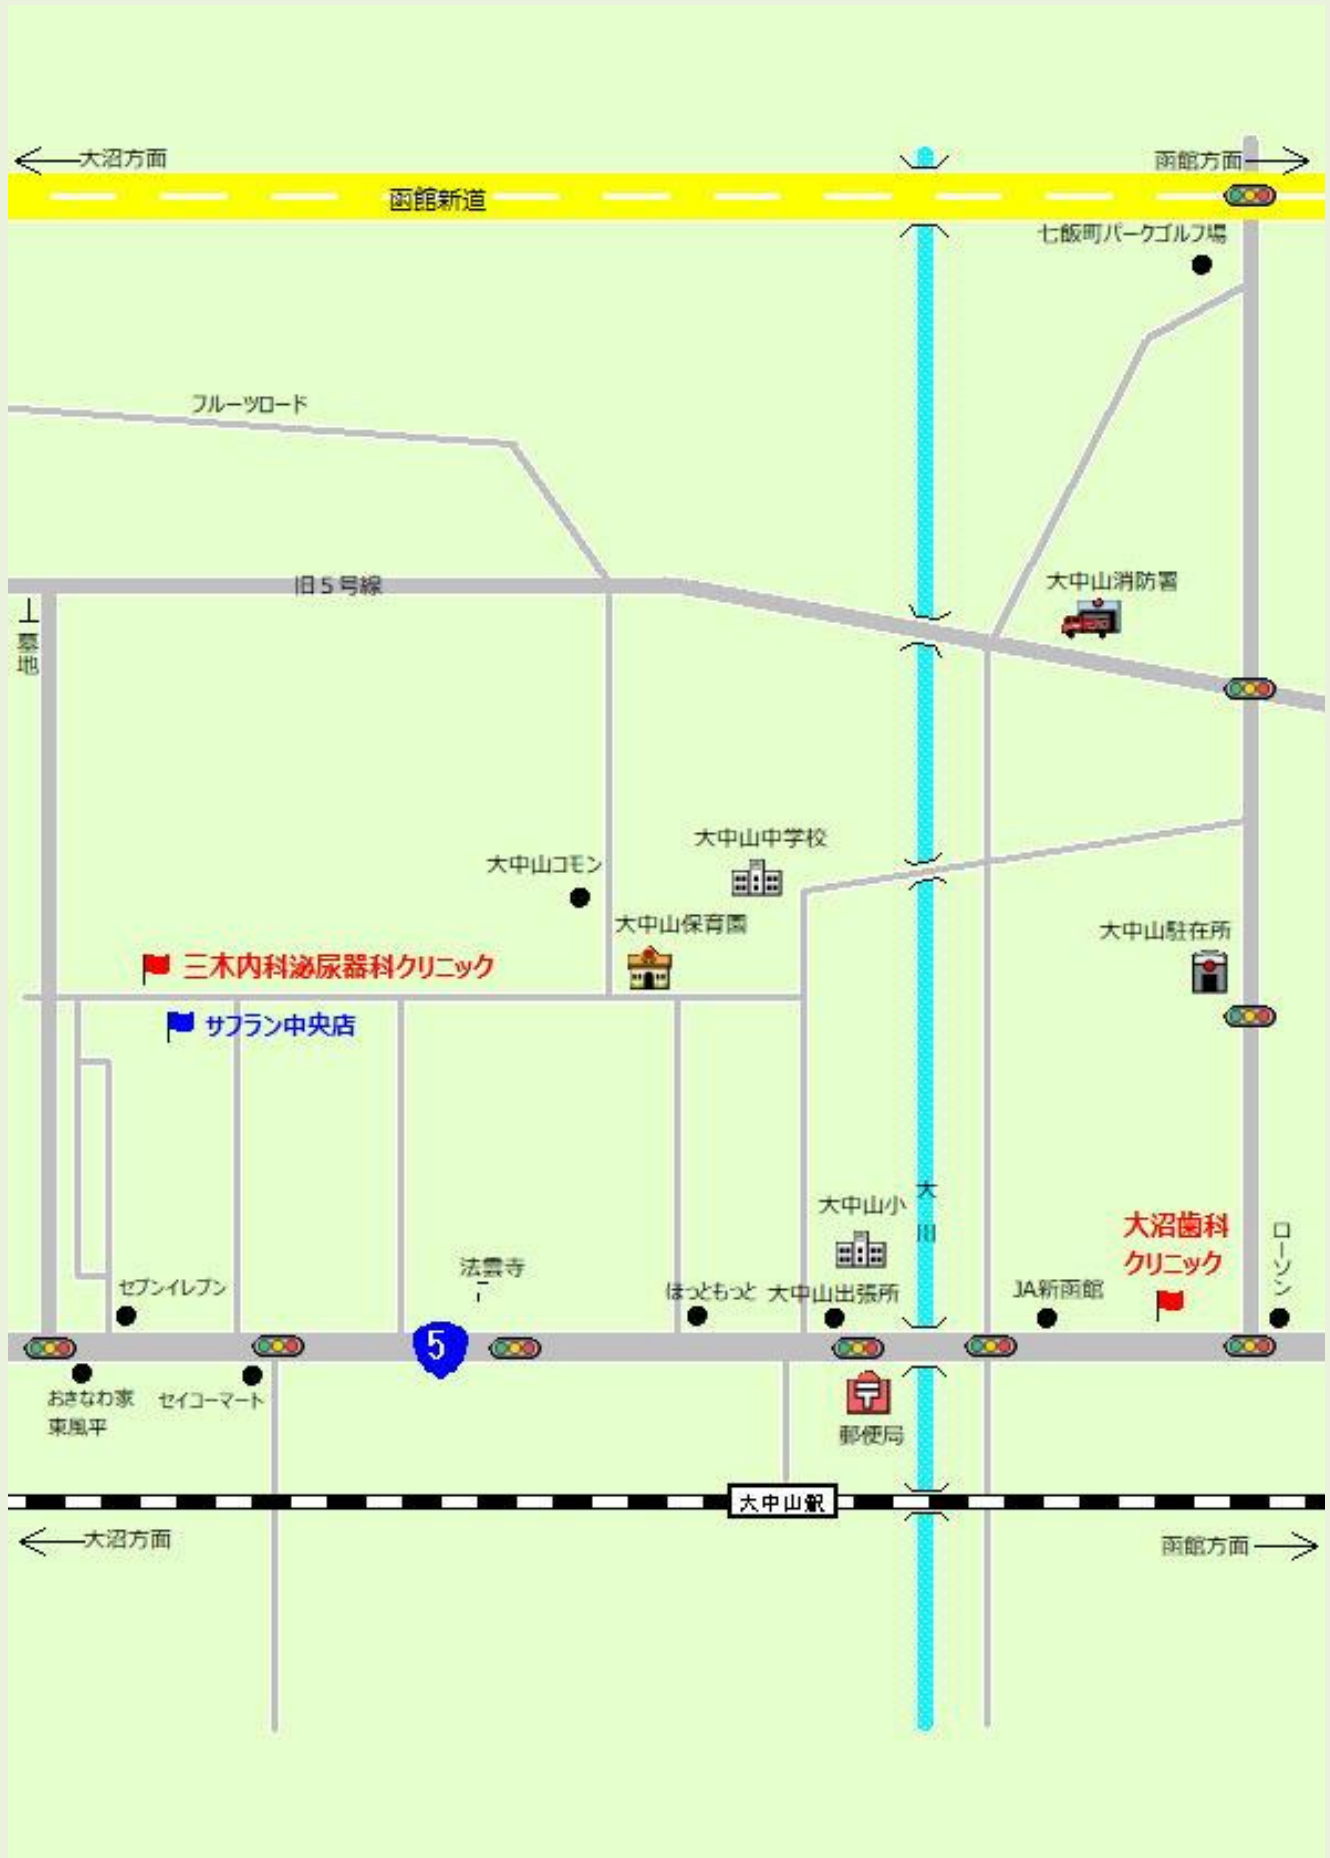 大沼方面
函館方面
函館新道
七飯町パークゴルフ場
フルーツロード
旧５号線
大中山消防署
墓地
大中山中学校
大中山コモン
大中山保育園
大中山駐在所
三木内科泌尿器科クリニック
サフラン中央店
大川
大中山小
大沼歯科
クリニック
ローソン
法雲寺
セブンイレブン
ほっともっと
大中山出張所
JA新函館
5
おきなわ家
東風平
セイコーマート
郵便局
大中山駅
大沼方面
函館方面